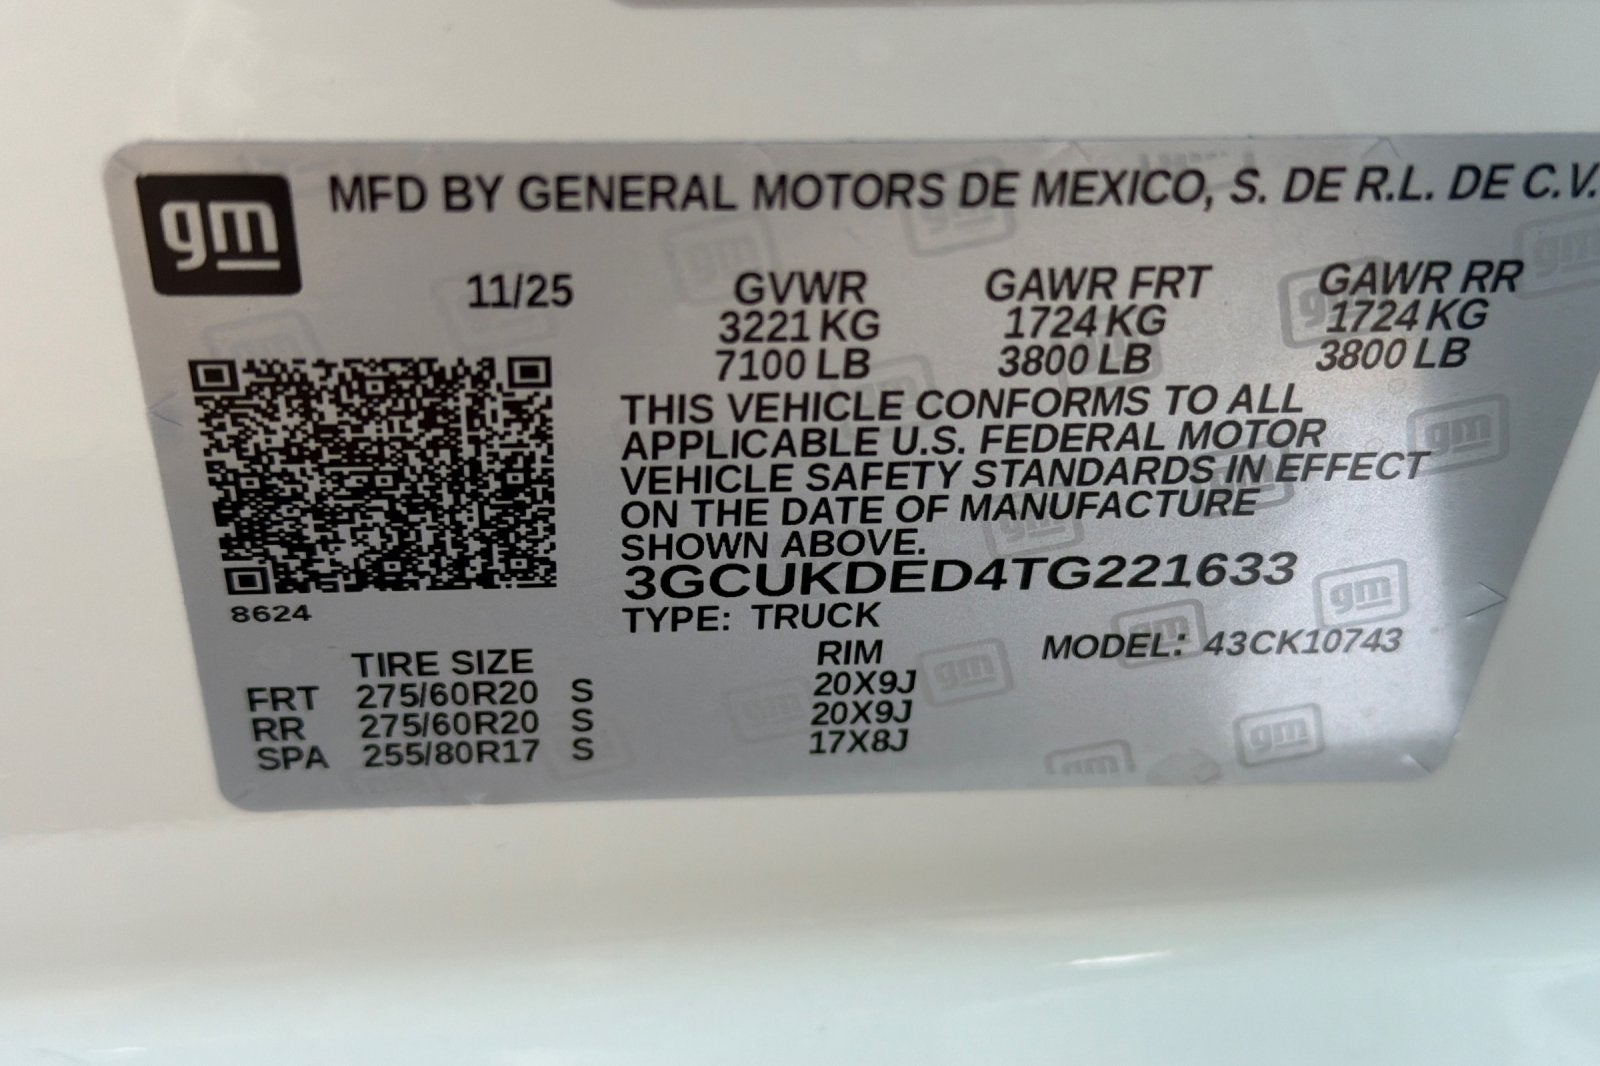 gm MFD BY GENERAL MOTORS DE MEXICO, S. DE R.L. DE C.V.
11/25 GVWR GAWR FRT GAWR RR
3221 KG 1724 KG 1724 KG
7100 LB 3800 LB 3800 LB
THIS VEHICLE CONFORMS TO ALL
APPLICABLE U.S. FEDERAL MOTOR
VEHICLE SAFETY STANDARDS IN EFFECT
ON THE DATE OF MANUFACTURE
SHOWN ABOVE.
3GCUKDED4TG221633
8624 TYPE: TRUCK MODEL: 43CK10743
TIRE SIZE RIM
FRT 275/60R20 S 20X9J
RR 275/60R20 S 20X9J
SPA 255/80R17 S 17X8J